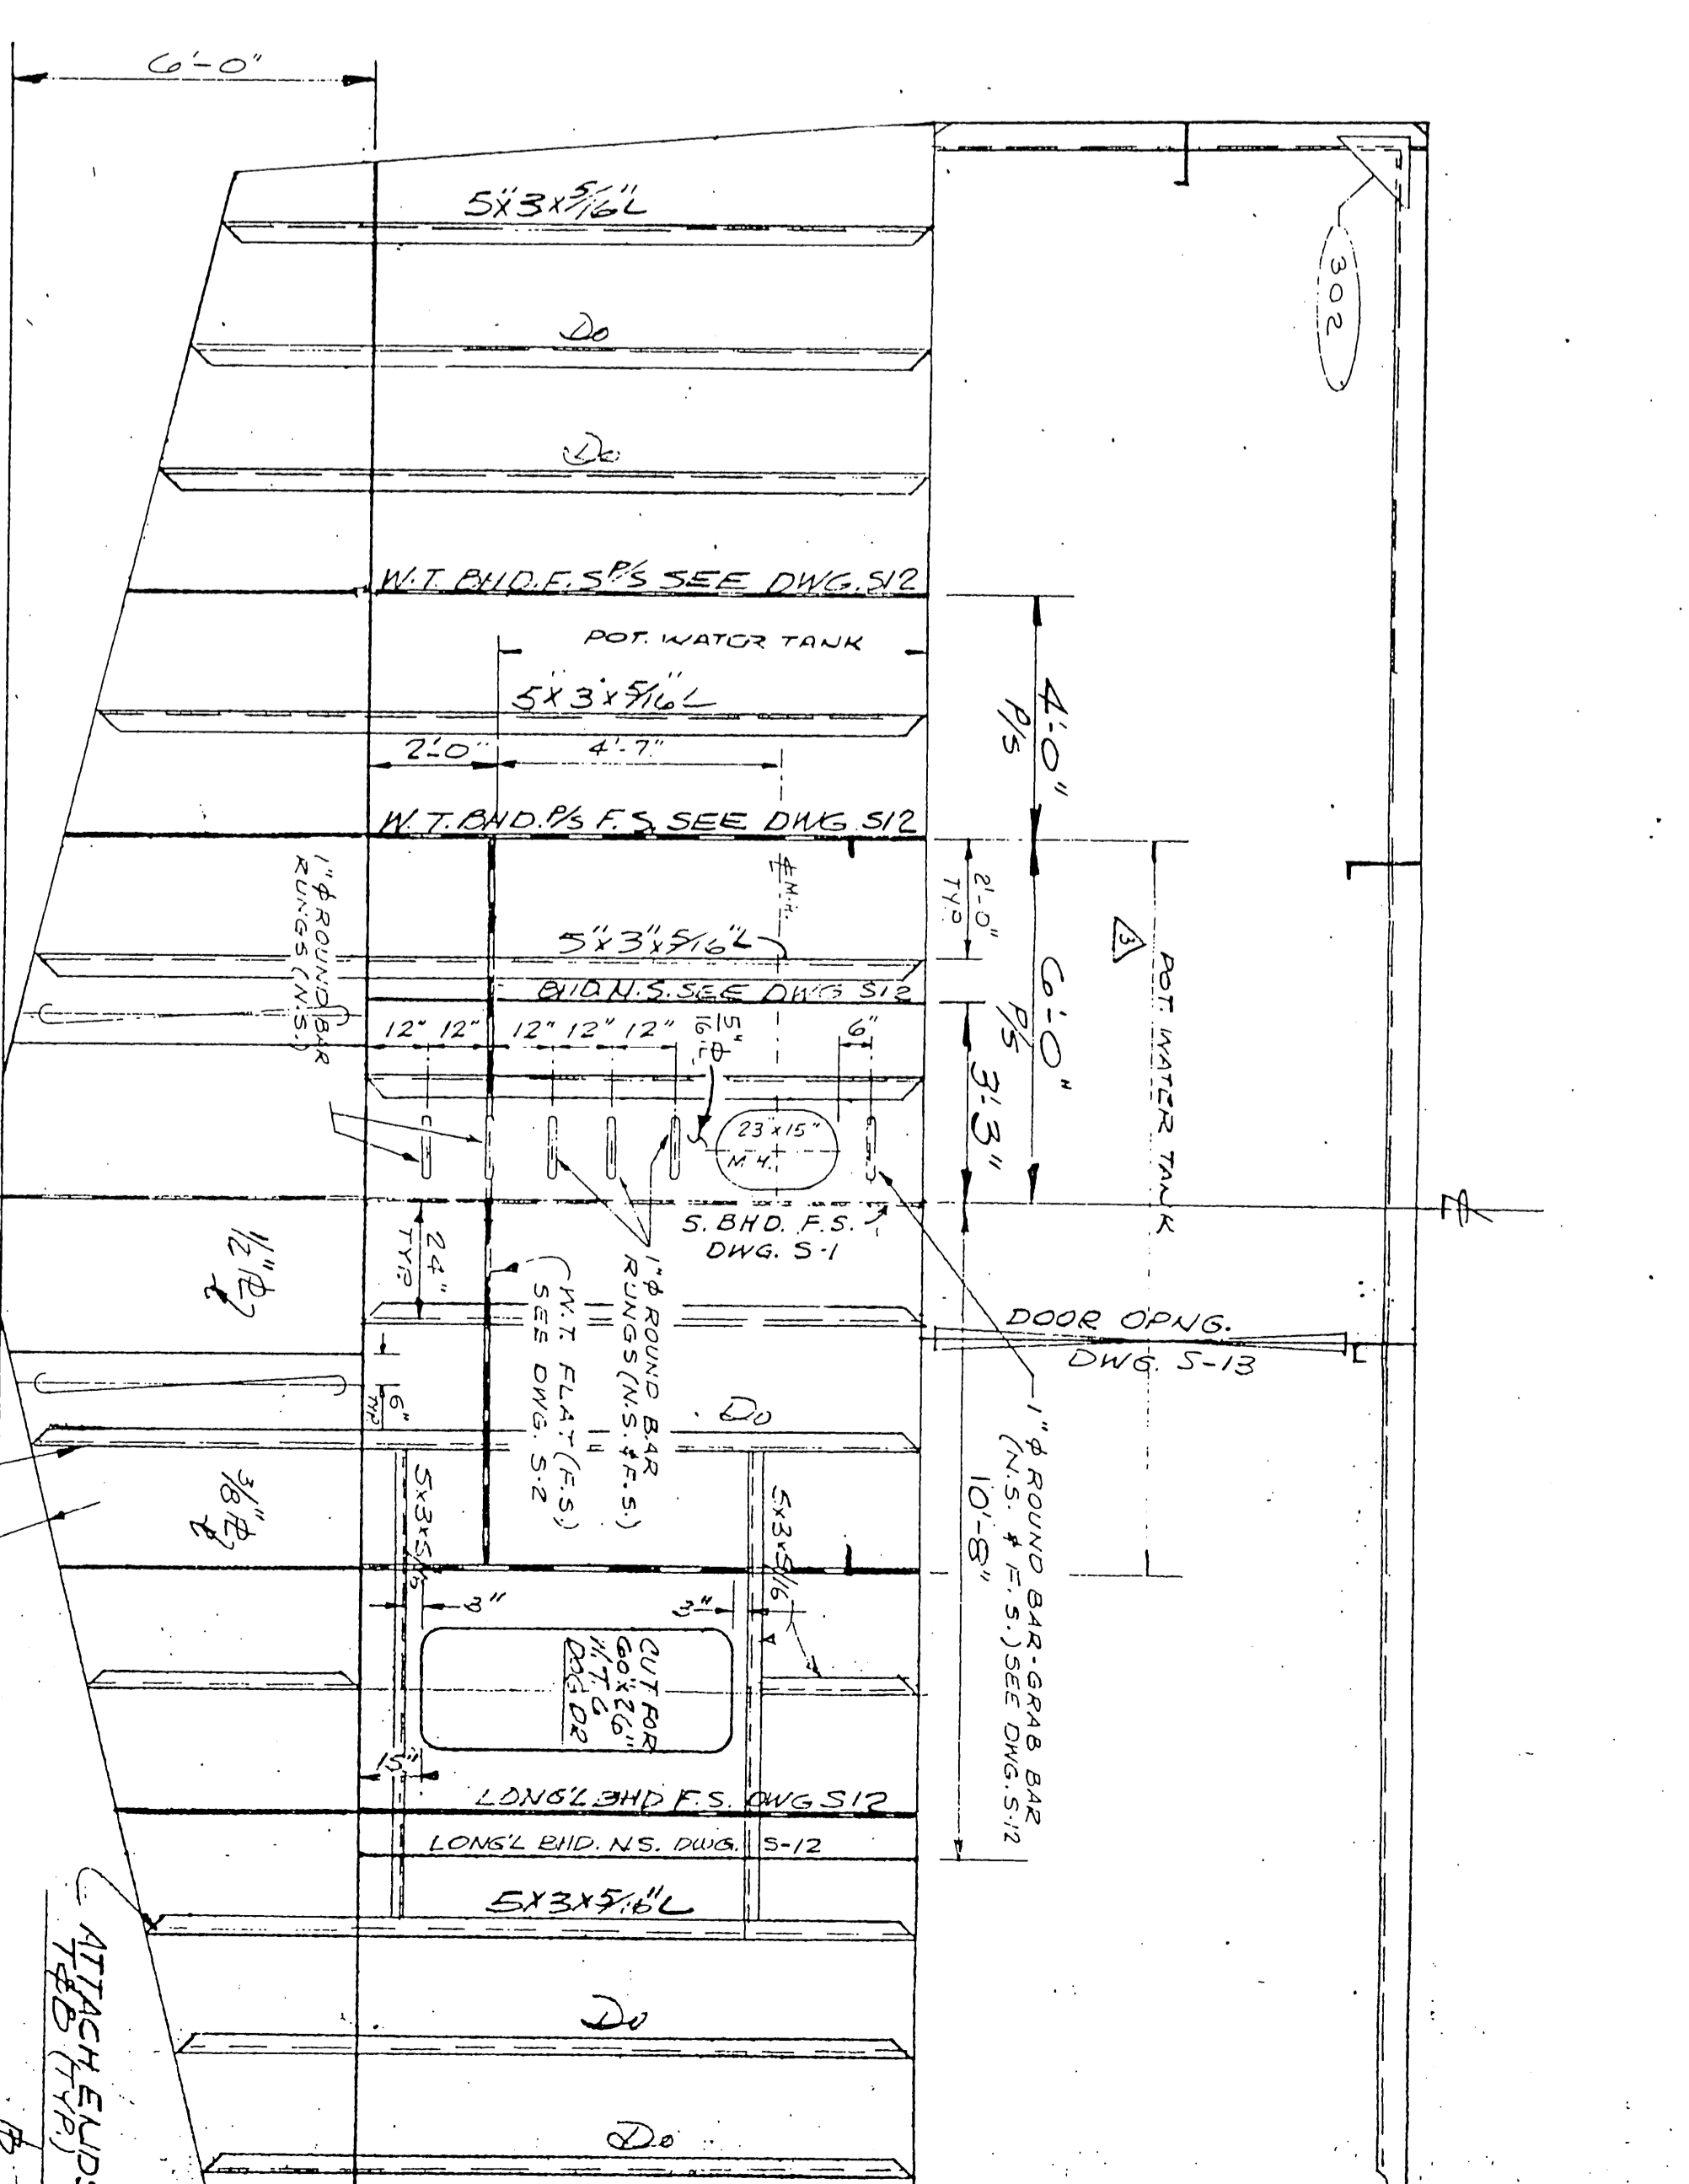 6'-0"
5"x3x5/16"L
302
Do
Do
W.T. BHD. F.S P/S SEE DWG. S12
POT. WATER TANK
5"x3"x5/16"L
4'-0"
P/S
2'-0"
4'-7"
W.T. BHD. P/S F.S. SEE DWG S12
1"ϕ ROUND BAR
RUNGS (N.S.)
℄ M.H.
2'-0"
TYP.
3
POT. WATER TANK
6'-0"
P/S
5"x3"x5/16"L
BHD. N.S. SEE DWG S12
3'-3"
12" 12" 12" 12" 12"
6"
23"x15"
M.H.
S. BHD. F.S.
DWG. S-1
℄
1/2" ℞
24"
TYP.
1"ϕ ROUND BAR
RUNGS (N.S. & F.S.)
W.T. FLAT (F.S.)
SEE DWG. S-2
DOOR OPNG.
DWG. S-13
6"
TYP.
Do
1"ϕ ROUND BAR-GRAB BAR
(N.S. & F.S.) SEE DWG. S-12
10'-8"
3/8" ℞
5x3x5/16
5x3x5/16
3"
3"
CUT FOR
60"x26"
W.T. 6
DOG DR
15"
LONG'L BHD F.S. DWG S12
LONG'L BHD. N.S. DWG. S-12
5x3x5/16"L
ATTACH ENDS
T&B (TYP.)
Do
Do